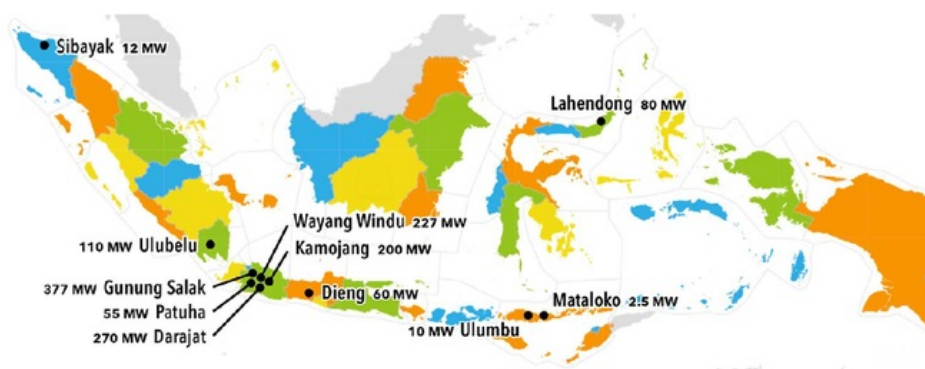 Sibayak 12 MW
Lahendong 80 MW
Wayang Windu 227 MW
110 MW Ulubelu
Kamojang 200 MW
377 MW Gunung Salak
Dieng 60 MW
Mataloko 2.5 MW
55 MW Patuha
10 MW Ulumbu
270 MW Darajat